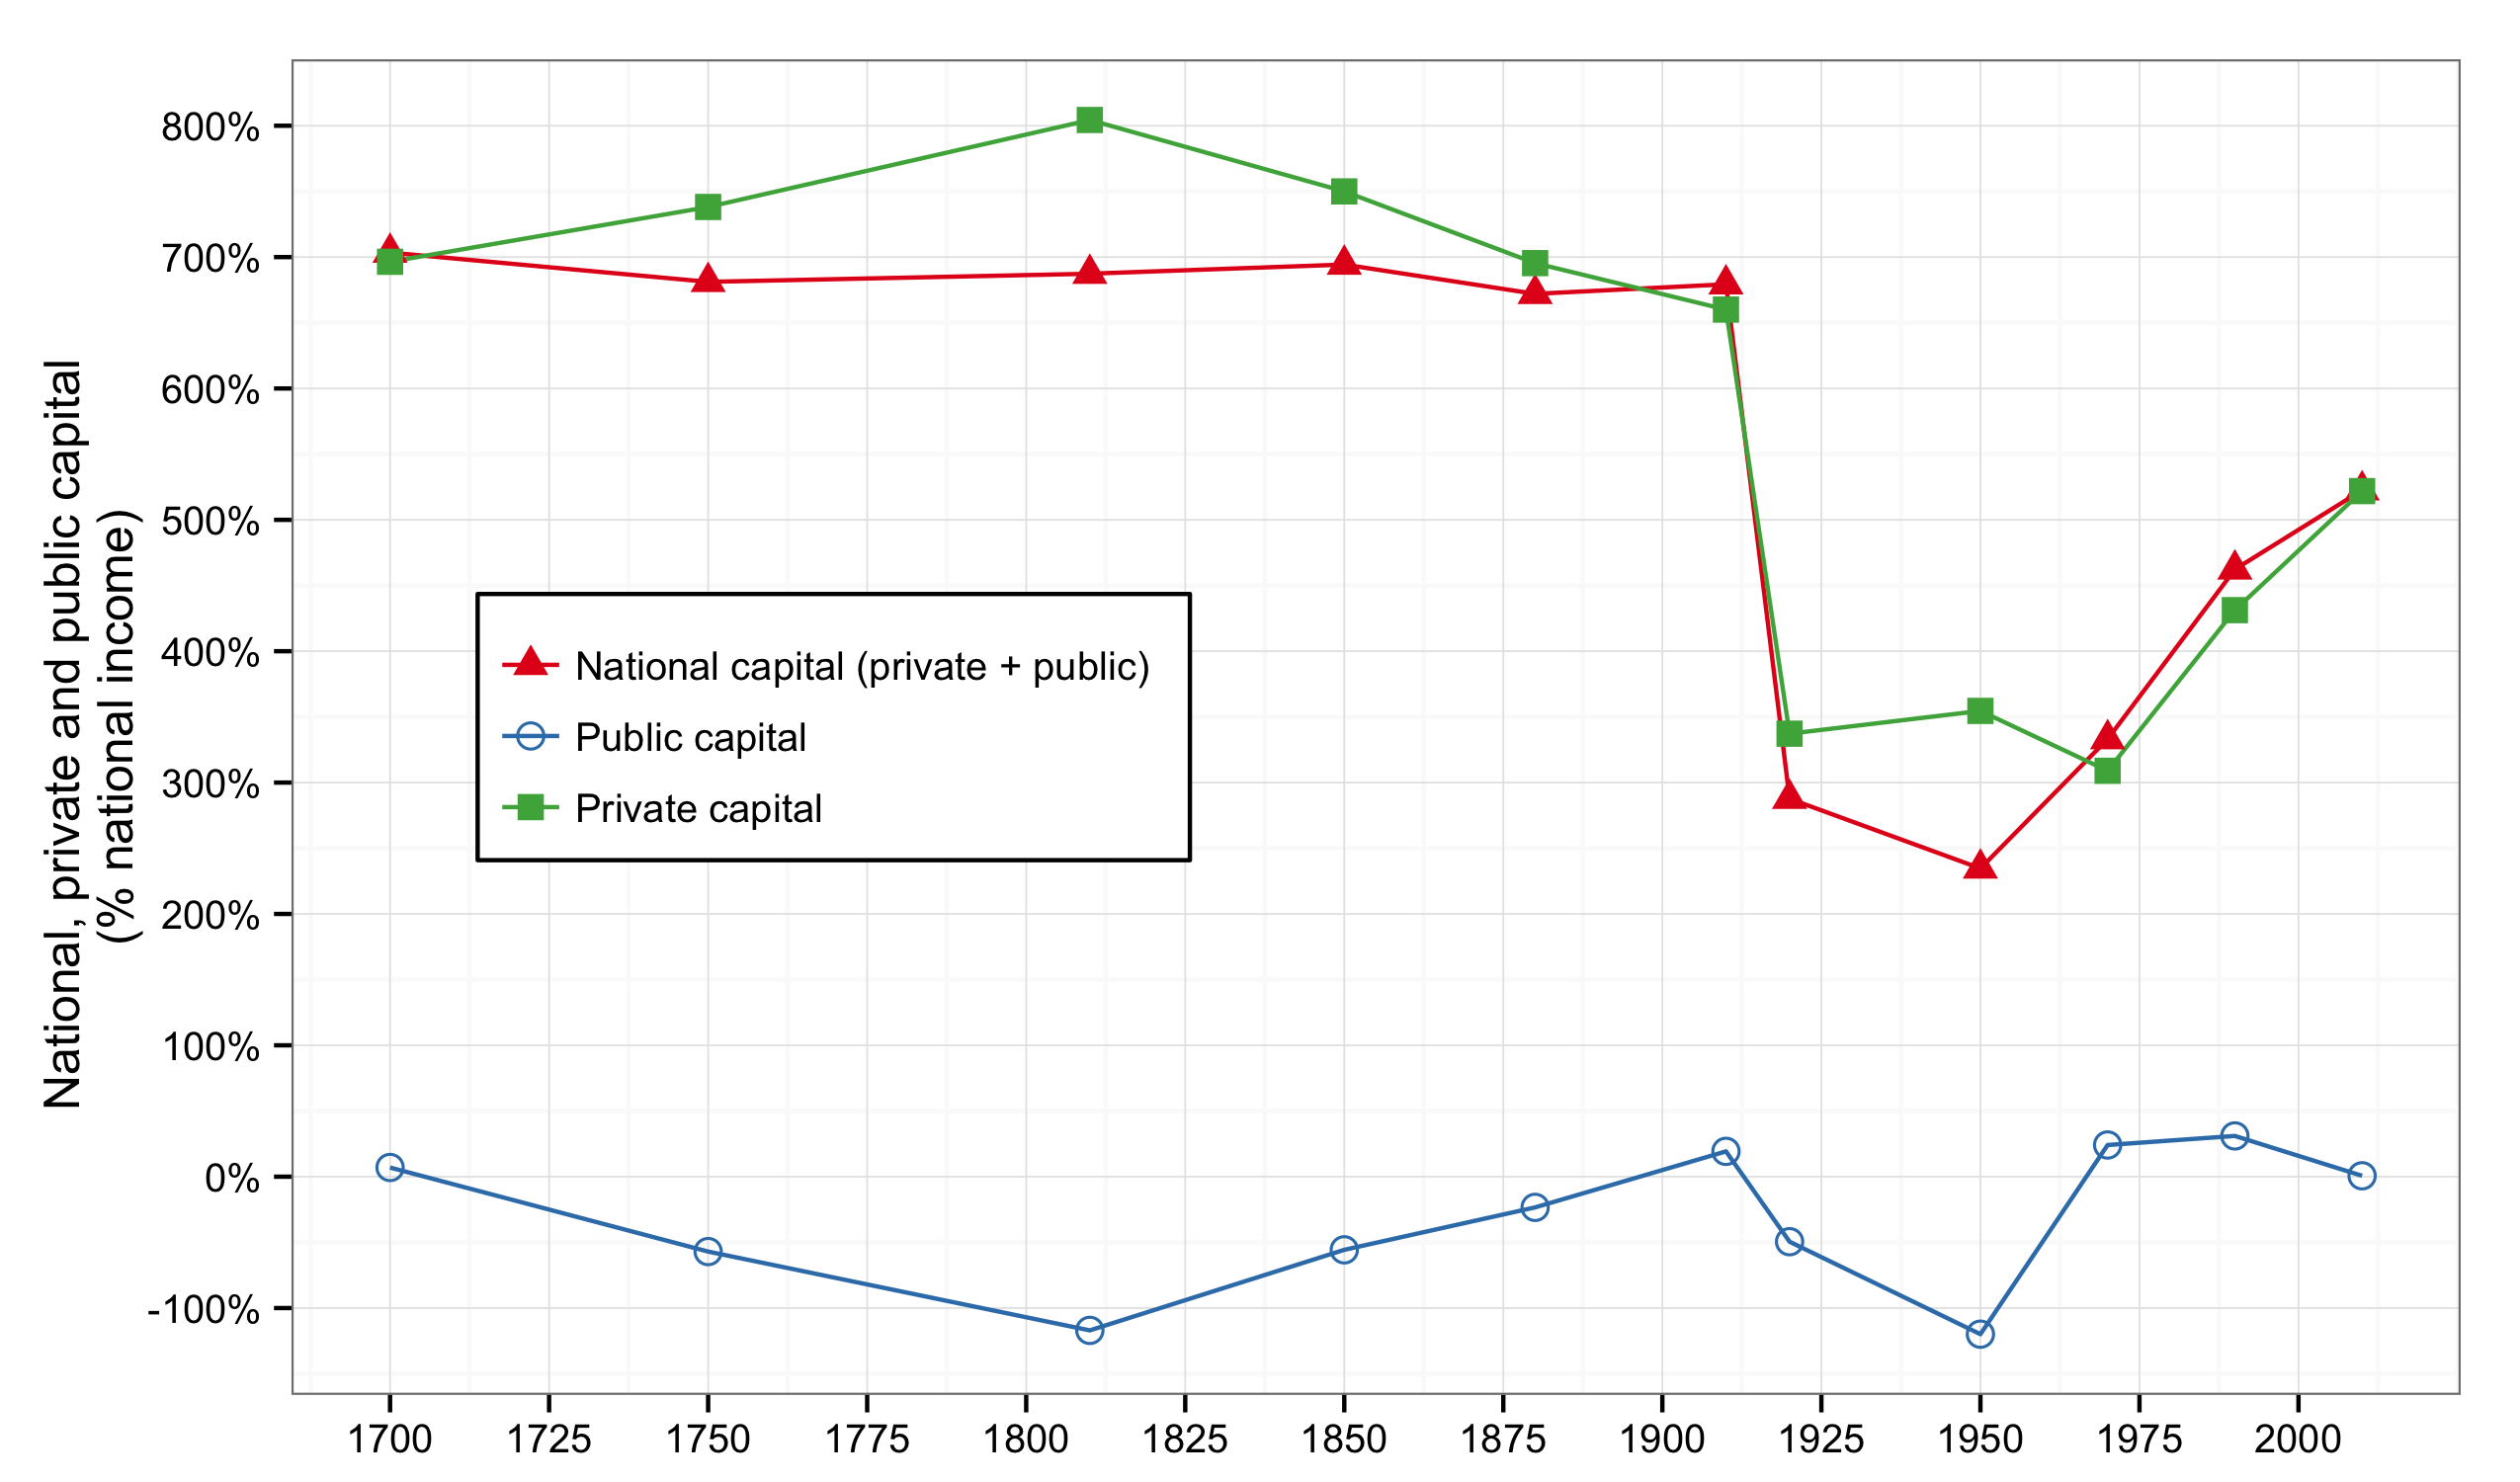 National, private and public capital
(% national income)
800%
700%
600%
500%
400%
300%
200%
100%
0%
-100%
National capital (private + public)
Public capital
Private capital
1700 1725 1750 1775 1800 1825 1850 1875 1900 1925 1950 1975 2000